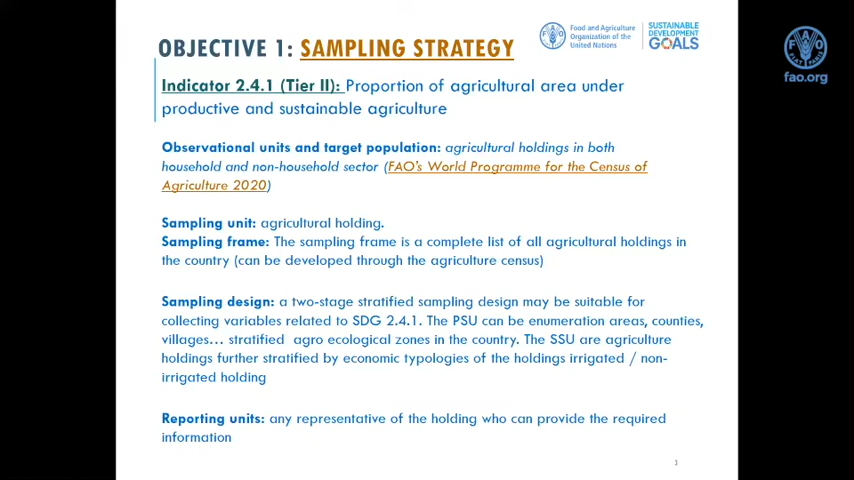 OBJECTIVE 1: SAMPLING STRATEGY
Food and Agriculture
Organization of the
United Nations
SUSTAINABLE
DEVELOPMENT
GOALS
FAO
fao.org
Indicator 2.4.1 (Tier II): Proportion of agricultural area under
productive and sustainable agriculture
Observational units and target population: agricultural holdings in both
household and non-household sector (FAO's World Programme for the Census of
Agriculture 2020)
Sampling unit: agricultural holding.
Sampling frame: The sampling frame is a complete list of all agricultural holdings in
the country (can be developed through the agriculture census)
Sampling design: a two-stage stratified sampling design may be suitable for
collecting variables related to SDG 2.4.1. The PSU can be enumeration areas, counties,
villages... stratified agro ecological zones in the country. The SSU are agriculture
holdings further stratified by economic typologies of the holdings irrigated / non-
irrigated holding
Reporting units: any representative of the holding who can provide the required
information